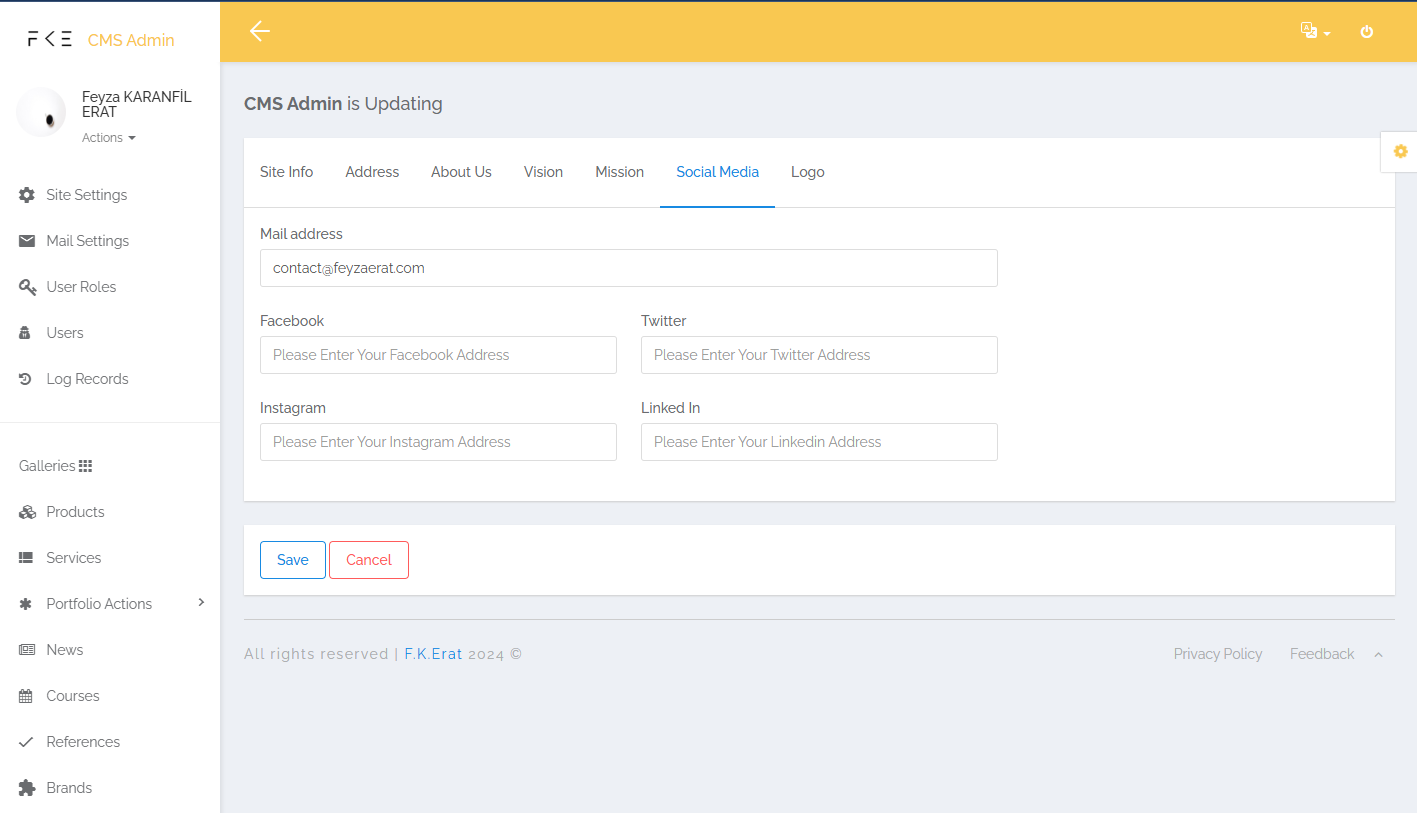 FKE CMS Admin
Feyza KARANFİL
ERAT
Actions
Site Settings
Mail Settings
User Roles
Users
Log Records
Galleries
Products
Services
Portfolio Actions
News
Courses
References
Brands
CMS Admin is Updating
Site Info Address About Us Vision Mission Social Media Logo
Mail address
contact@feyzaerat.com
Facebook Twitter
Please Enter Your Facebook Address Please Enter Your Twitter Address
Instagram Linked In
Please Enter Your Instagram Address Please Enter Your Linkedin Address
Save Cancel
All rights reserved | F.K.Erat 2024 © Privacy Policy Feedback